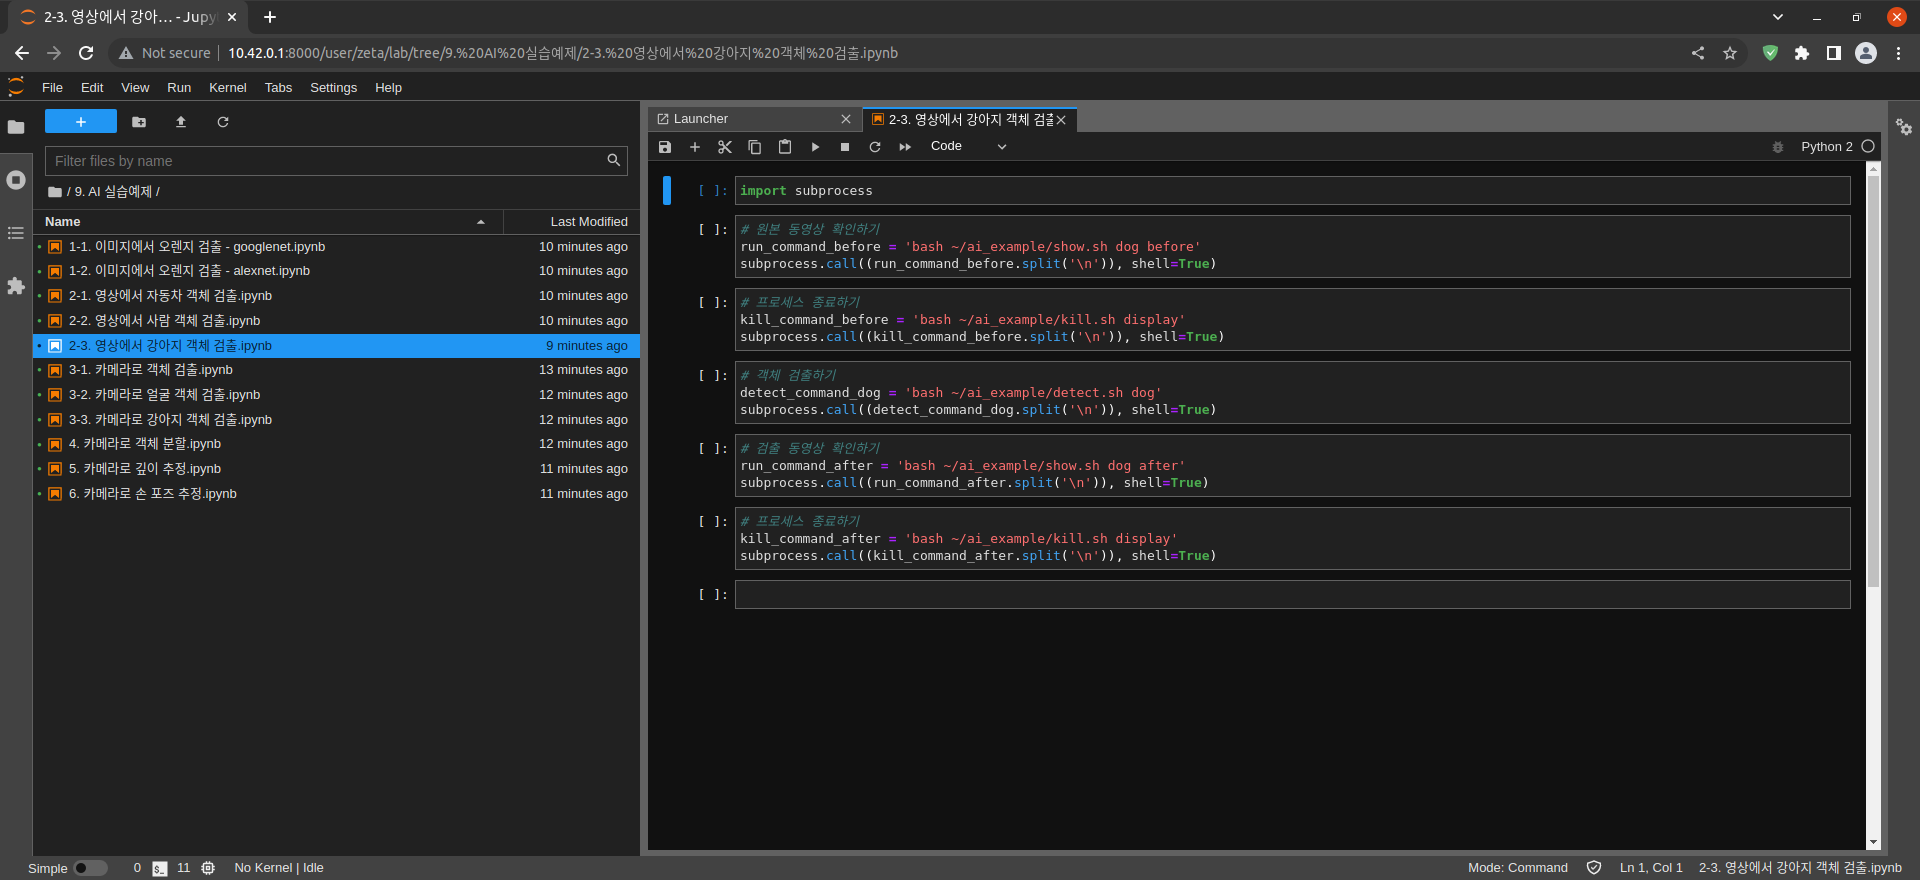 2-3. 영상에서 강아지... - Jupy
Not secure | 10.42.0.1:8000/user/zeta/lab/tree/9.%20AI%20실습예제/2-3.%20영상에서%20강아지%20객체%20검출.ipynb
File Edit View Run Kernel Tabs Settings Help
Filter files by name
/ 9. AI 실습예제 /
Name Last Modified
1-1. 이미지에서 오렌지 검출 - googlenet.ipynb 10 minutes ago
1-2. 이미지에서 오렌지 검출 - alexnet.ipynb 10 minutes ago
2-1. 영상에서 자동차 객체 검출.ipynb 10 minutes ago
2-2. 영상에서 사람 객체 검출.ipynb 10 minutes ago
2-3. 영상에서 강아지 객체 검출.ipynb 9 minutes ago
3-1. 카메라로 객체 검출.ipynb 13 minutes ago
3-2. 카메라로 얼굴 객체 검출.ipynb 12 minutes ago
3-3. 카메라로 강아지 객체 검출.ipynb 12 minutes ago
4. 카메라로 객체 분할.ipynb 12 minutes ago
5. 카메라로 깊이 추정.ipynb 11 minutes ago
6. 카메라로 손 포즈 추정.ipynb 11 minutes ago
Launcher
2-3. 영상에서 강아지 객체 검출
Code
Python 2
[ ]: import subprocess
[ ]: # 원본 동영상 확인하기
run_command_before = 'bash ~/ai_example/show.sh dog before'
subprocess.call((run_command_before.split('\n')), shell=True)
[ ]: # 프로세스 종료하기
kill_command_before = 'bash ~/ai_example/kill.sh display'
subprocess.call((kill_command_before.split('\n')), shell=True)
[ ]: # 객체 검출하기
detect_command_dog = 'bash ~/ai_example/detect.sh dog'
subprocess.call((detect_command_dog.split('\n')), shell=True)
[ ]: # 검출 동영상 확인하기
run_command_after = 'bash ~/ai_example/show.sh dog after'
subprocess.call((run_command_after.split('\n')), shell=True)
[ ]: # 프로세스 종료하기
kill_command_after = 'bash ~/ai_example/kill.sh display'
subprocess.call((kill_command_after.split('\n')), shell=True)
[ ]:
Simple 0 11 No Kernel | Idle
Mode: Command Ln 1, Col 1 2-3. 영상에서 강아지 객체 검출.ipynb